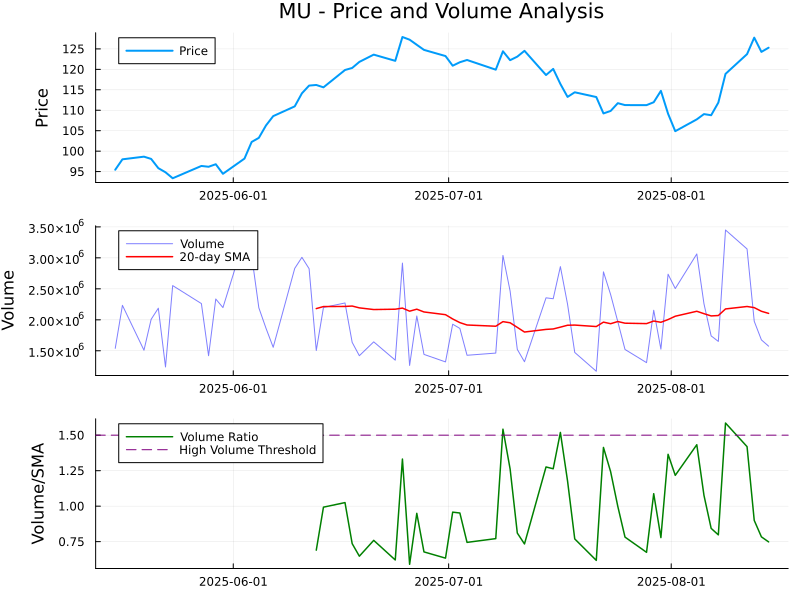 MU - Price and Volume Analysis
Price
125
120
115
110
105
100
95
Price
2025-06-01 2025-07-01 2025-08-01
Volume
3.50×10⁶
3.00×10⁶
2.50×10⁶
2.00×10⁶
1.50×10⁶
Volume
20-day SMA
2025-06-01 2025-07-01 2025-08-01
Volume/SMA
1.50
1.25
1.00
0.75
Volume Ratio
High Volume Threshold
2025-06-01 2025-07-01 2025-08-01